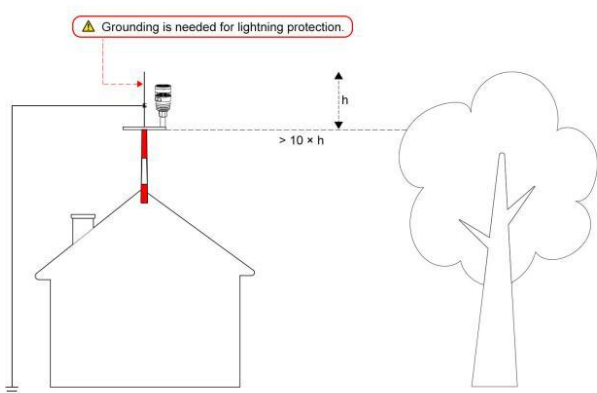 Grounding is needed for lightning protection.
h
> 10 × h